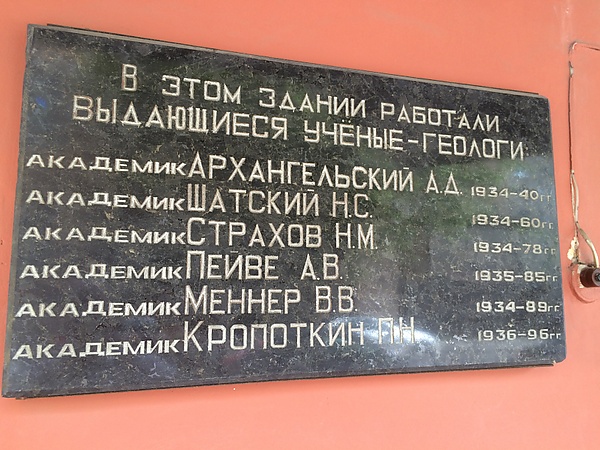 В ЭТОМ ЗДАНИИ РАБОТАЛИ
ВЫДАЮЩИЕСЯ УЧЁНЫЕ-ГЕОЛОГИ
АКАДЕМИК АРХАНГЕЛЬСКИЙ А.Д. 1934-40гг.
АКАДЕМИК ШАТСКИЙ Н.С. 1934-60гг.
АКАДЕМИК СТРАХОВ Н.М. 1934-78гг.
АКАДЕМИК ПЕЙВЕ А.В. 1935-85гг.
АКАДЕМИК МЕННЕР В.В. 1934-89гг.
АКАДЕМИК КРОПОТКИН П.Н. 1936-96гг.